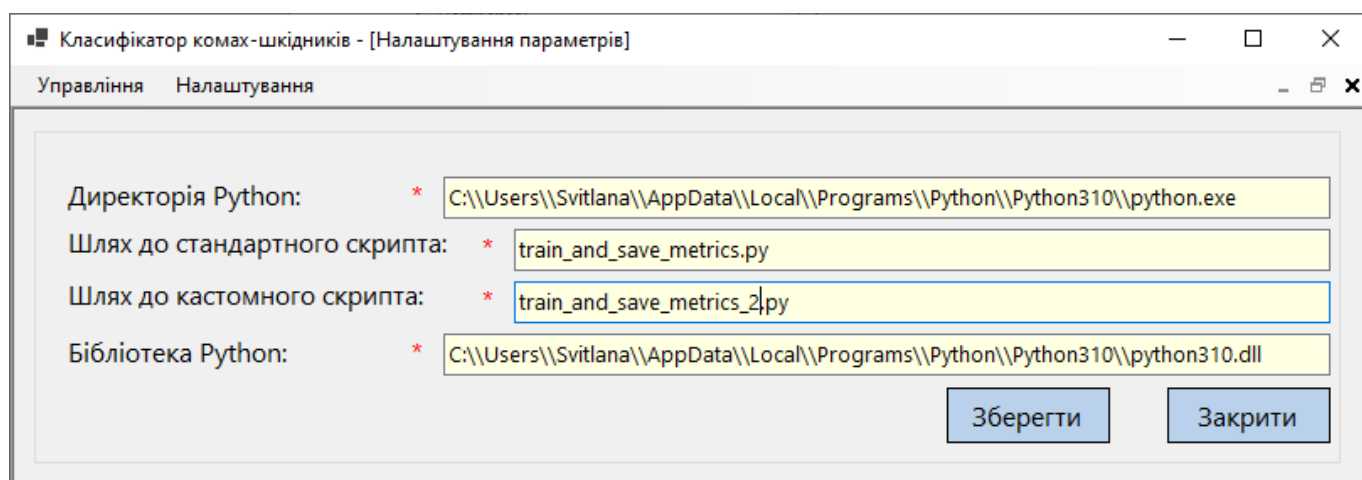 Класифікатор комах-шкідників - [Налаштування параметрів]
Управління Налаштування
Директорія Python: * C:\\Users\\Svitlana\\AppData\\Local\\Programs\\Python\\Python310\\python.exe
Шлях до стандартного скрипта: * train_and_save_metrics.py
Шлях до кастомного скрипта: * train_and_save_metrics_2.py
Бібліотека Python: * C:\\Users\\Svitlana\\AppData\\Local\\Programs\\Python\\Python310\\python310.dll
Зберегти Закрити